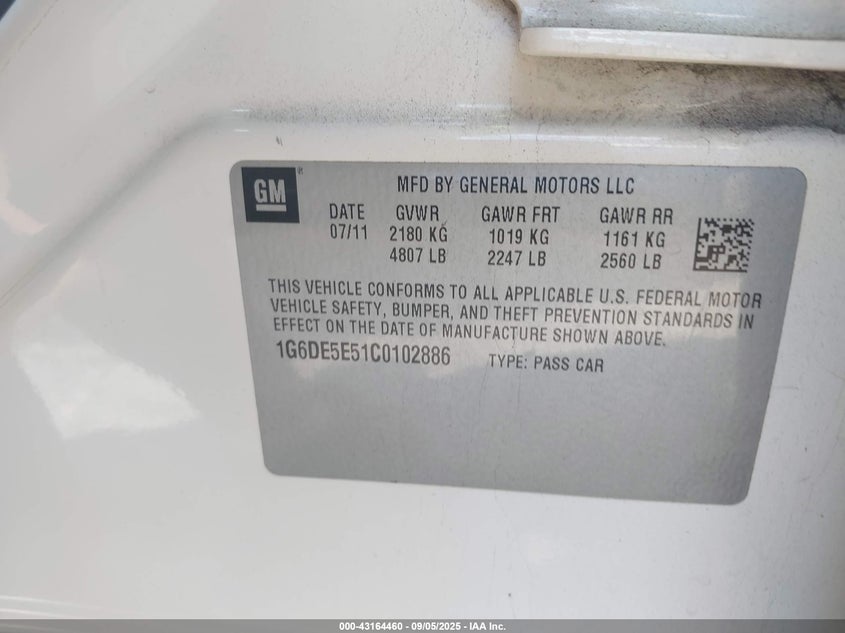 GM ®
MFD BY GENERAL MOTORS LLC
DATE GVWR GAWR FRT GAWR RR
07/11 2180 KG 1019 KG 1161 KG
4807 LB 2247 LB 2560 LB
THIS VEHICLE CONFORMS TO ALL APPLICABLE U.S. FEDERAL MOTOR
VEHICLE SAFETY, BUMPER, AND THEFT PREVENTION STANDARDS IN
EFFECT ON THE DATE OF MANUFACTURE SHOWN ABOVE.
1G6DE5E51C0102886 TYPE: PASS CAR
000-43164460 - 09/05/2025 - IAA Inc.